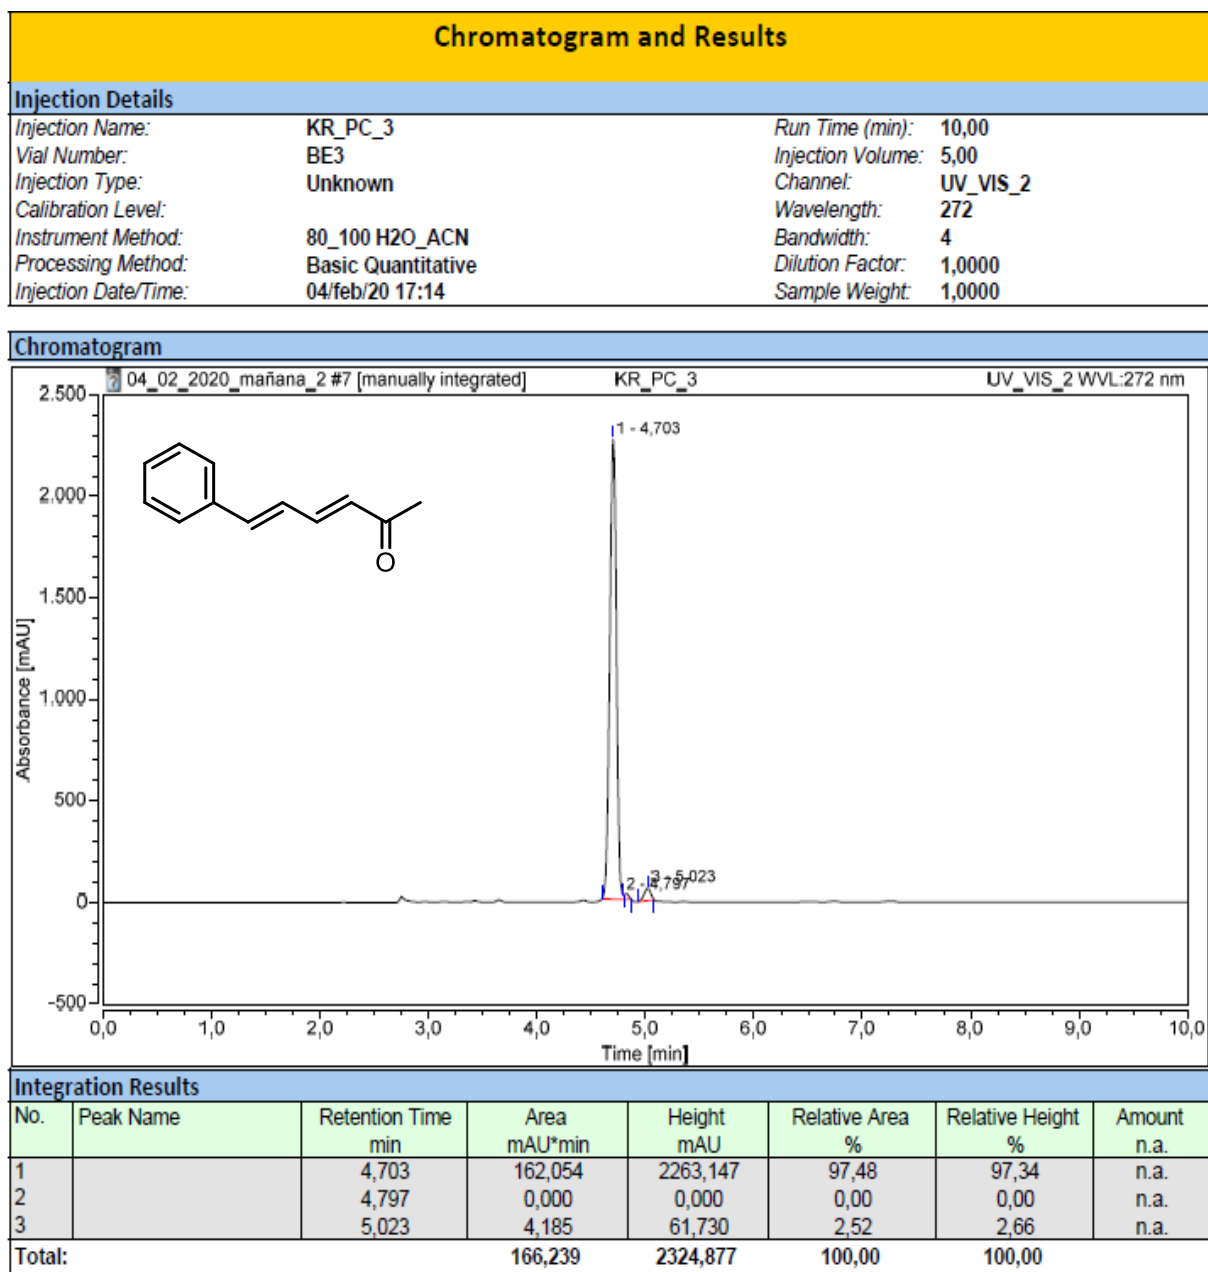 Chromatogram and Results
Injection Details
Injection Name: KR_PC_3 Run Time (min): 10,00
Vial Number: BE3 Injection Volume: 5,00
Injection Type: Unknown Channel: UV_VIS_2
Calibration Level: Wavelength: 272
Instrument Method: 80_100 H2O_ACN Bandwidth: 4
Processing Method: Basic Quantitative Dilution Factor: 1,0000
Injection Date/Time: 04/feb/20 17:14 Sample Weight: 1,0000
Chromatogram
04_02_2020_mañana_2 #7 [manually integrated] KR_PC_3 UV_VIS_2 WVL:272 nm
2.500
1 - 4,703
2.000
O
1.500
Absorbance [mAU]
1.000
500
3 - 5,023
2 - 4,797
0
-500
0,0 1,0 2,0 3,0 4,0 5,0 6,0 7,0 8,0 9,0 10,0
Time [min]
Integration Results
No. Peak Name Retention Time Area Height Relative Area Relative Height Amount
min mAU*min mAU % % n.a.
1 4,703 162,054 2263,147 97,48 97,34 n.a.
2 4,797 0,000 0,000 0,00 0,00 n.a.
3 5,023 4,185 61,730 2,52 2,66 n.a.
Total: 166,239 2324,877 100,00 100,00